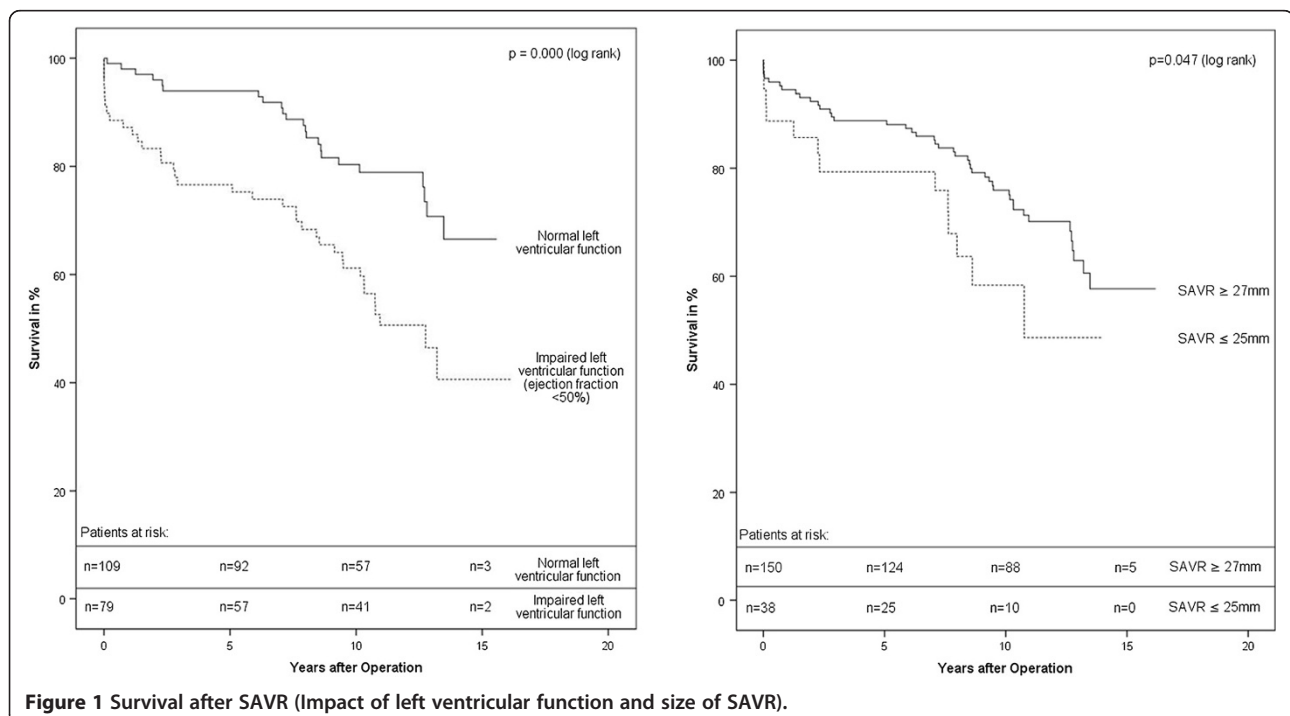 p = 0.000 (log rank)
100
80
60
40
20
0
Survival in %
Normal left
ventricular function
Impaired left
ventricular function
(ejection fraction
<50%)
Patients at risk:
n=109 n=92 n=57 n=3 Normal left
ventricular function
n=79 n=57 n=41 n=2 Impaired left
ventricular function
0 5 10 15 20
Years after Operation
p=0.047 (log rank)
100
80
60
40
20
0
Survival in %
SAVR ≥ 27mm
SAVR ≤ 25mm
Patients at risk:
n=150 n=124 n=88 n=5 SAVR ≥ 27mm
n=38 n=25 n=10 n=0 SAVR ≤ 25mm
0 5 10 15 20
Years after Operation
Figure 1 Survival after SAVR (Impact of left ventricular function and size of SAVR).